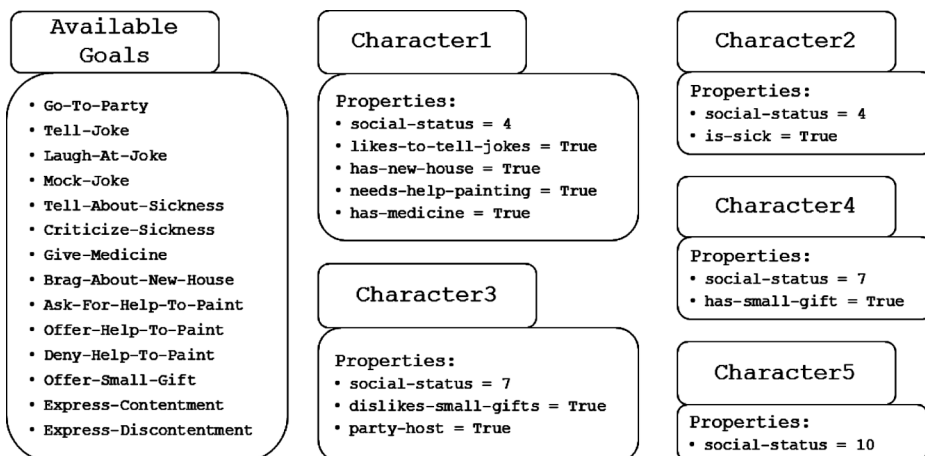 Available
Goals
• Go-To-Party
• Tell-Joke
• Laugh-At-Joke
• Mock-Joke
• Tell-About-Sickness
• Criticize-Sickness
• Give-Medicine
• Brag-About-New-House
• Ask-For-Help-To-Paint
• Offer-Help-To-Paint
• Deny-Help-To-Paint
• Offer-Small-Gift
• Express-Contentment
• Express-Discontentment
Character1
Properties:
• social-status = 4
• likes-to-tell-jokes = True
• has-new-house = True
• needs-help-painting = True
• has-medicine = True
Character2
Properties:
• social-status = 4
• is-sick = True
Character3
Properties:
• social-status = 7
• dislikes-small-gifts = True
• party-host = True
Character4
Properties:
• social-status = 7
• has-small-gift = True
Character5
Properties:
• social-status = 10